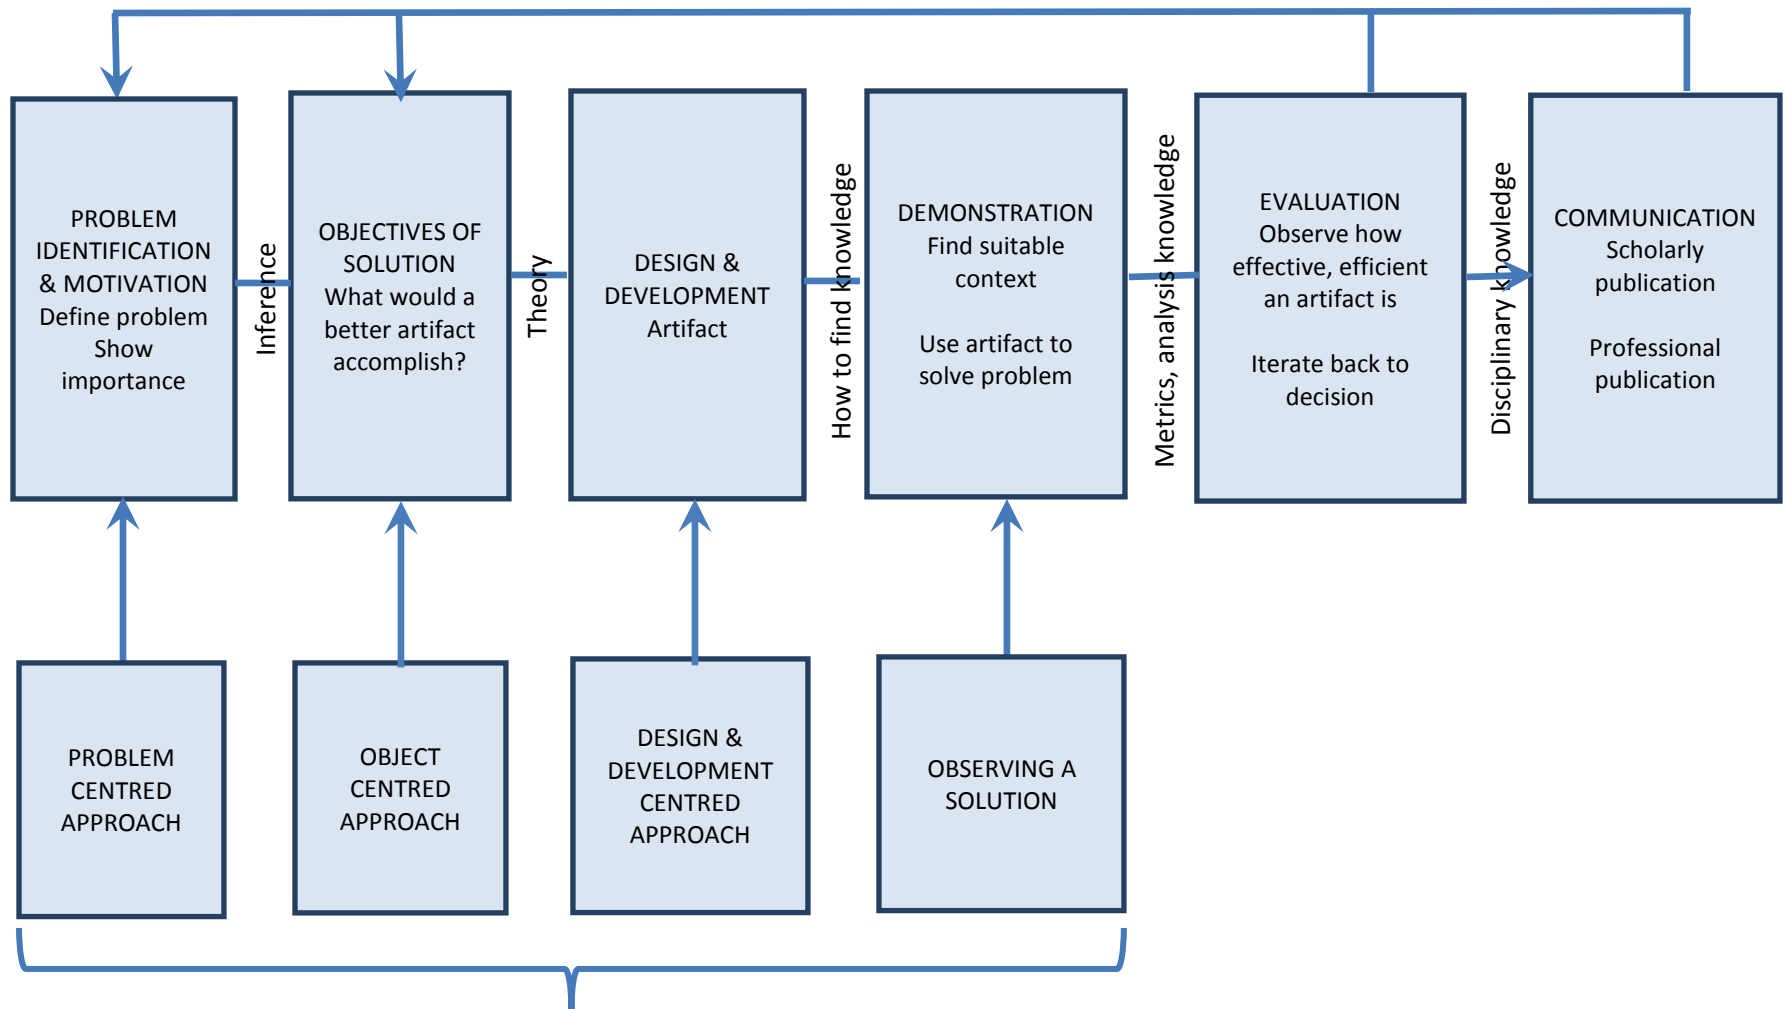 PROBLEM
IDENTIFICATION
& MOTIVATION
Define problem
Show
importance
Inference
OBJECTIVES OF
SOLUTION
What would a
better artifact
accomplish?
Theory
DESIGN &
DEVELOPMENT
Artifact
How to find knowledge
DEMONSTRATION
Find suitable
context
Use artifact to
solve problem
Metrics, analysis knowledge
EVALUATION
Observe how
effective, efficient
an artifact is
Iterate back to
decision
Disciplinary knowledge
COMMUNICATION
Scholarly
publication
Professional
publication
PROBLEM
CENTRED
APPROACH
OBJECT
CENTRED
APPROACH
DESIGN &
DEVELOPMENT
CENTRED
APPROACH
OBSERVING A
SOLUTION